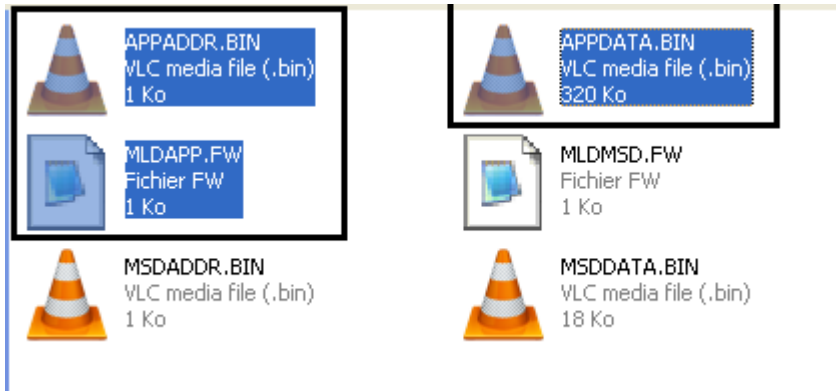 APPADDR.BIN
VLC media file (.bin)
1 Ko
APPDATA.BIN
VLC media file (.bin)
320 Ko
MLDAPP.FW
Fichier FW
1 Ko
MLDMSD.FW
Fichier FW
1 Ko
MSDADDR.BIN
VLC media file (.bin)
1 Ko
MSDDATA.BIN
VLC media file (.bin)
18 Ko